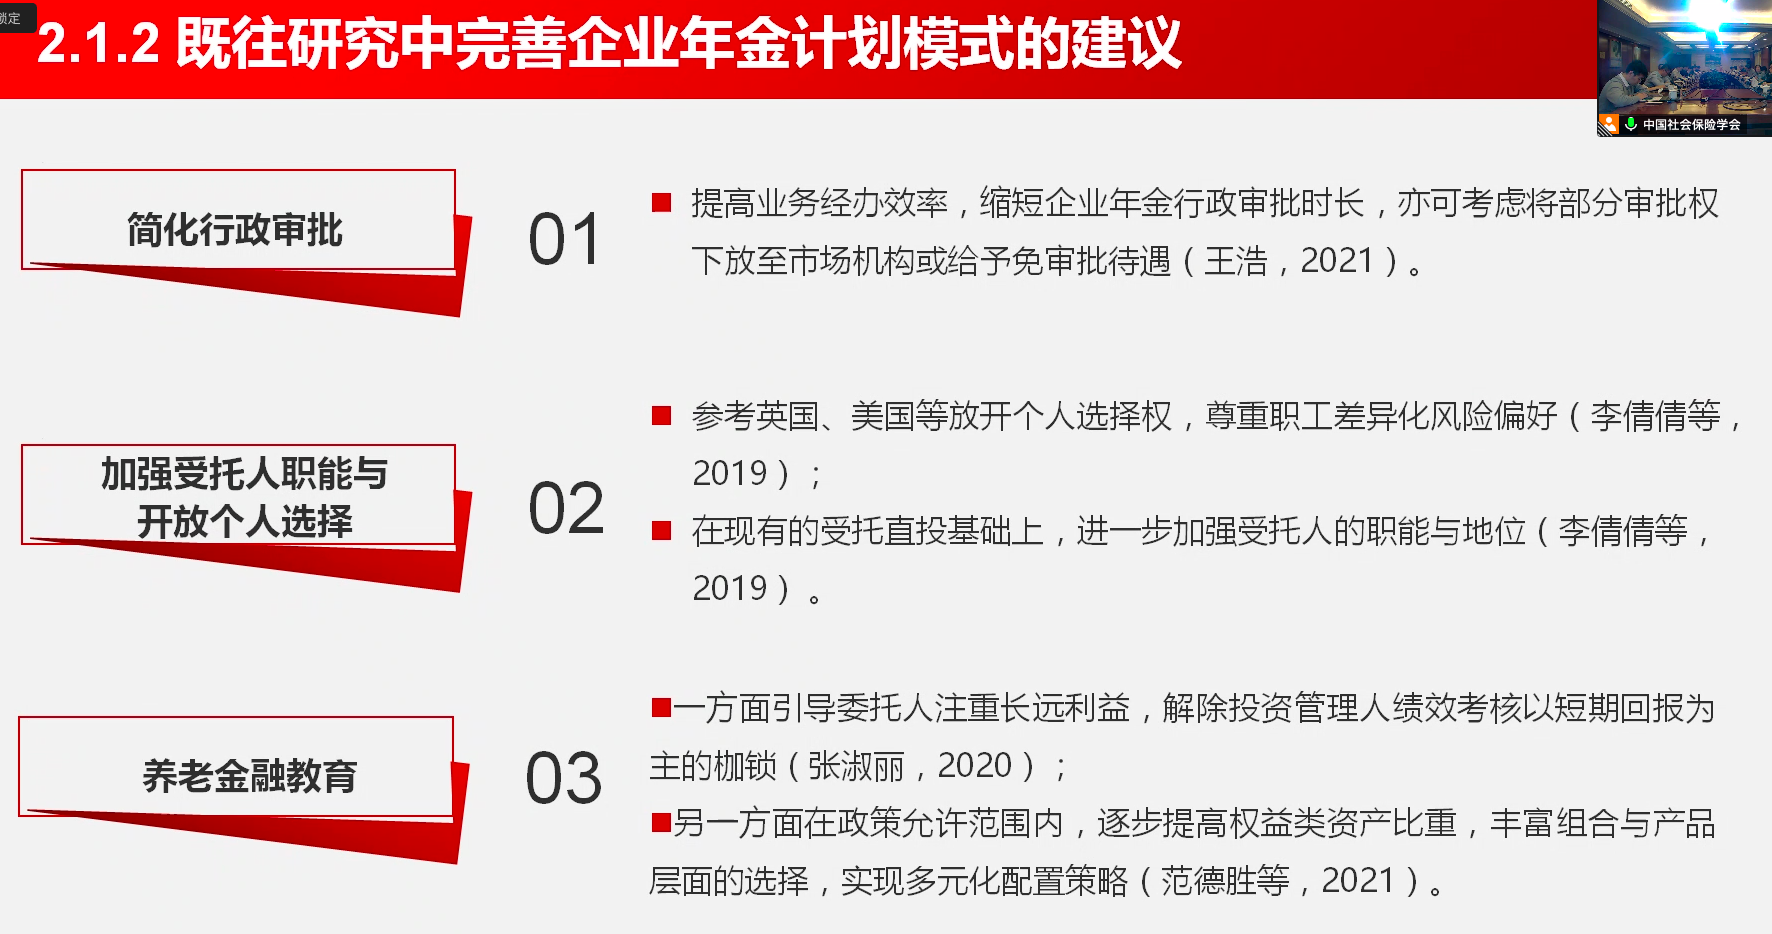 锁定
2.1.2 既往研究中完善企业年金计划模式的建议
中国社会保险学会
简化行政审批
01
■ 提高业务经办效率，缩短企业年金行政审批时长，亦可考虑将部分审批权
下放至市场机构或给予免审批待遇（王浩，2021）。
加强受托人职能与
开放个人选择
02
■ 参考英国、美国等放开个人选择权，尊重职工差异化风险偏好（李倩倩等，
2019）；
■ 在现有的受托直投基础上，进一步加强受托人的职能与地位（李倩倩等，
2019）。
养老金融教育
03
■一方面引导委托人注重长远利益，解除投资管理人绩效考核以短期回报为
主的枷锁（张淑丽，2020）；
■另一方面在政策允许范围内，逐步提高权益类资产比重，丰富组合与产品
层面的选择，实现多元化配置策略（范德胜等，2021）。